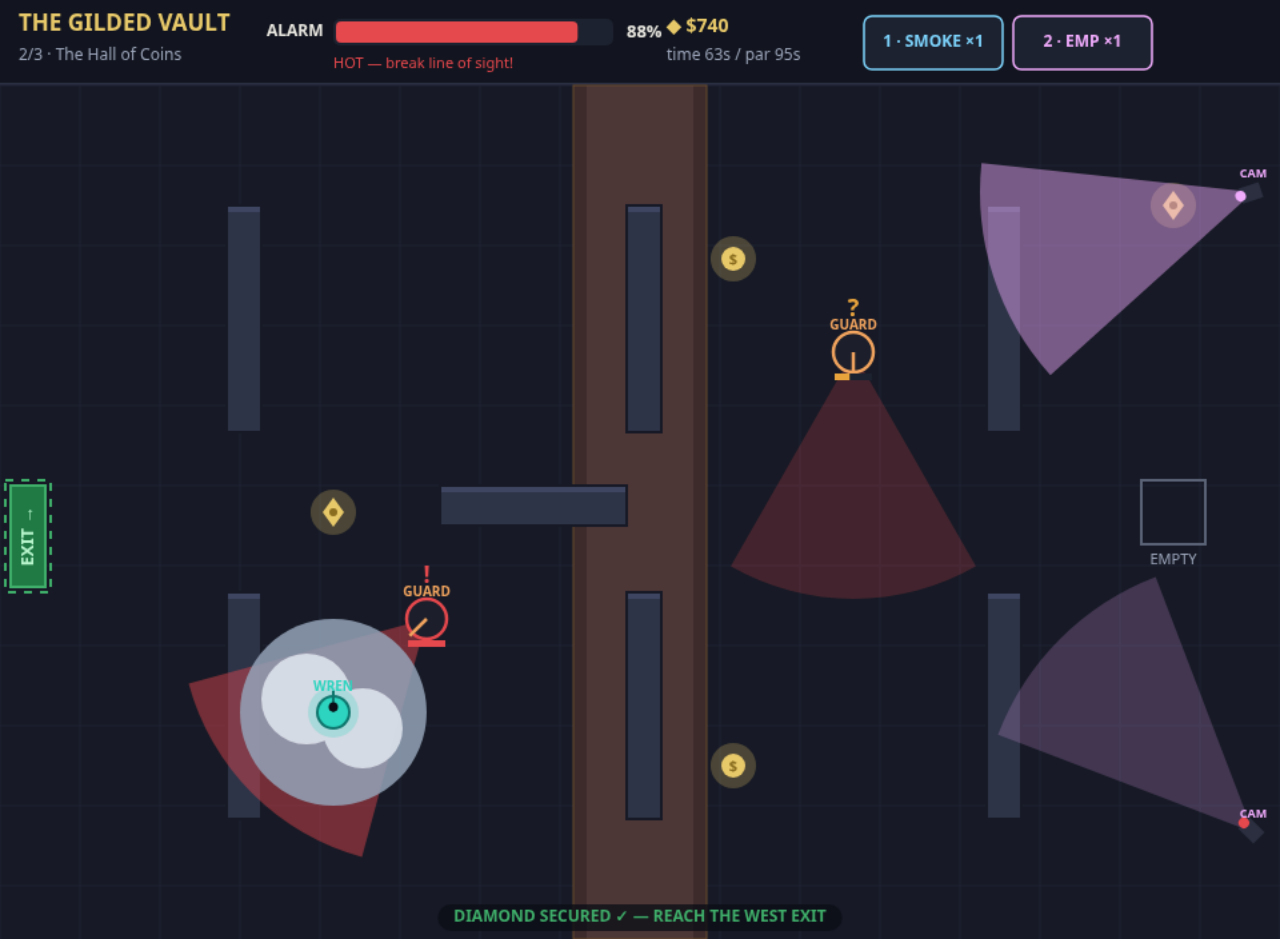 THE GILDED VAULT
2/3 · The Hall of Coins
ALARM
88%
HOT — break line of sight!
◆ $740
time 63s / par 95s
1 · SMOKE ×1
2 · EMP ×1
CAM
$
?
GUARD
EXIT →
EMPTY
!
GUARD
WREN
$
CAM
DIAMOND SECURED ✓ — REACH THE WEST EXIT